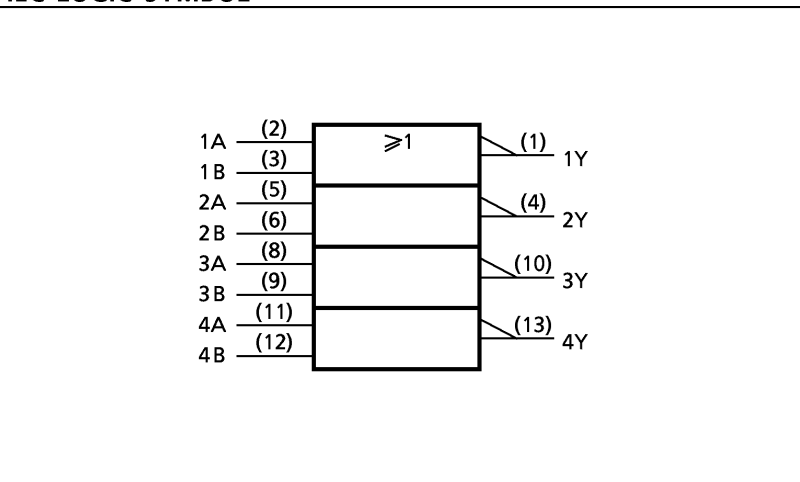 IEC LOGIC SYMBOL
1A (2) ⩾1 (1) 1Y
1B (3)
2A (5) (4) 2Y
2B (6)
3A (8) (10) 3Y
3B (9)
4A (11) (13) 4Y
4B (12)